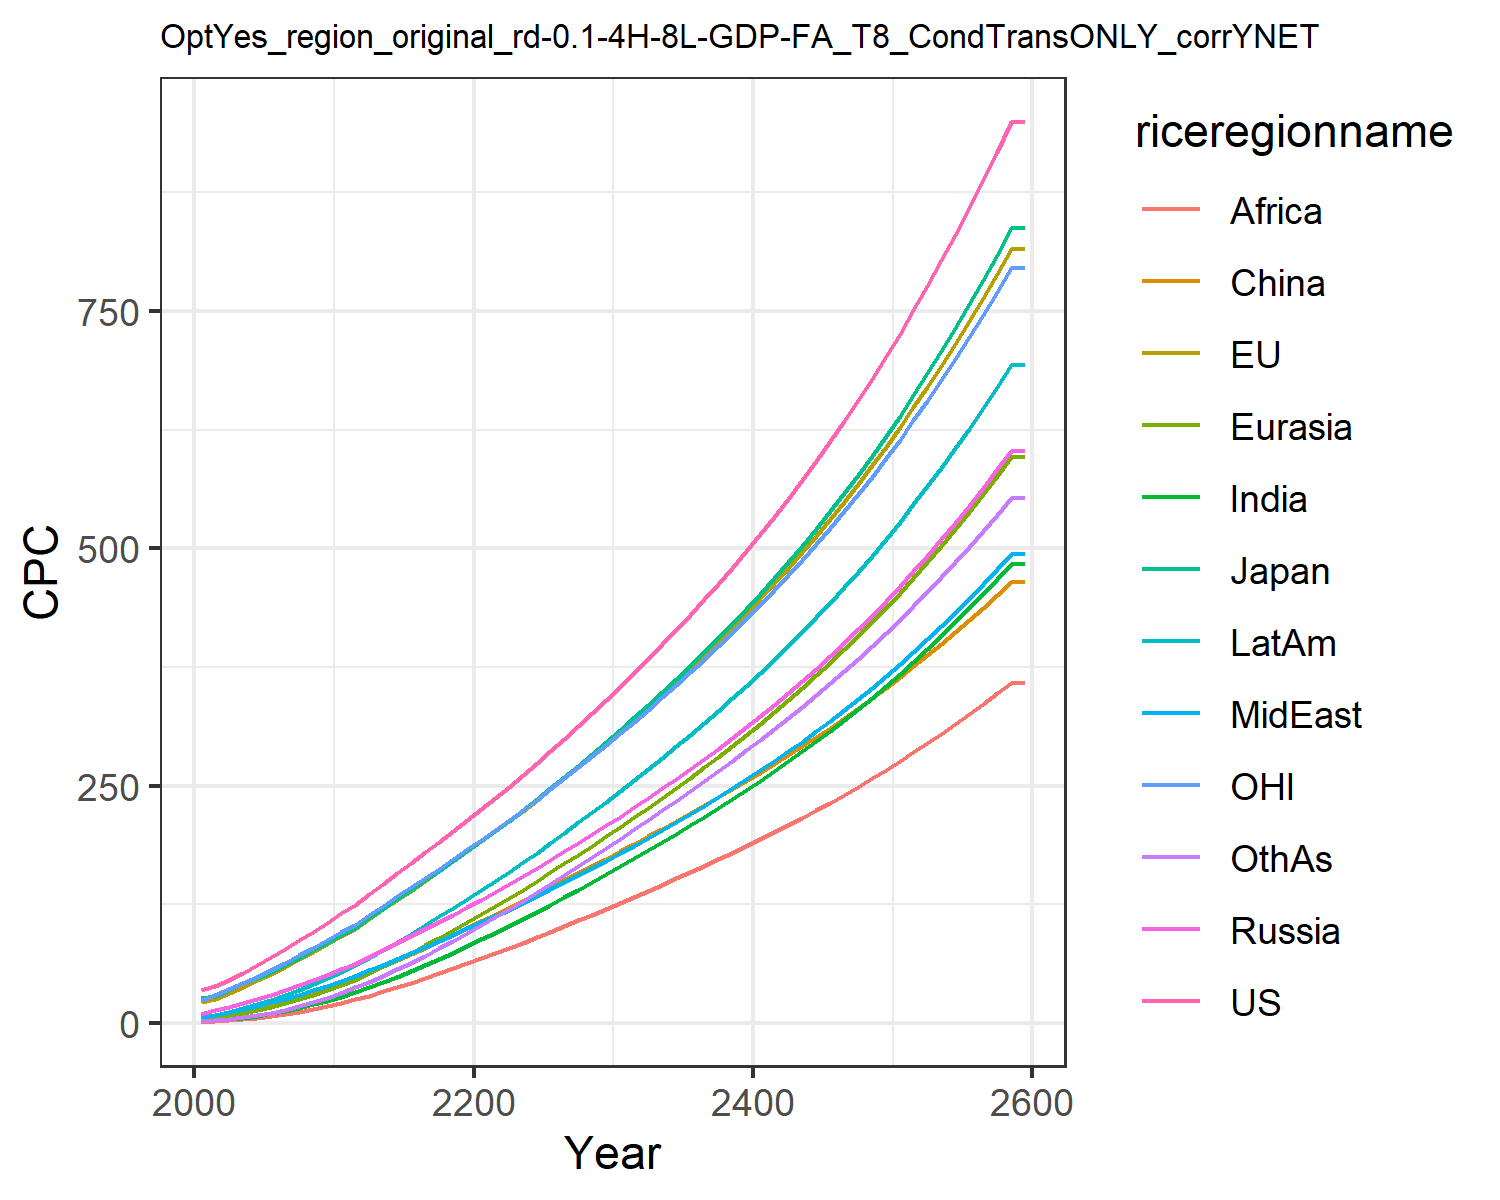 OptYes_region_original_rd-0.1-4H-8L-GDP-FA_T8_CondTransONLY_corrYNET
riceregionname
Africa
China
EU
Eurasia
India
Japan
LatAm
MidEast
OHI
OthAs
Russia
US
CPC
750
500
250
0
2000 2200 2400 2600
Year